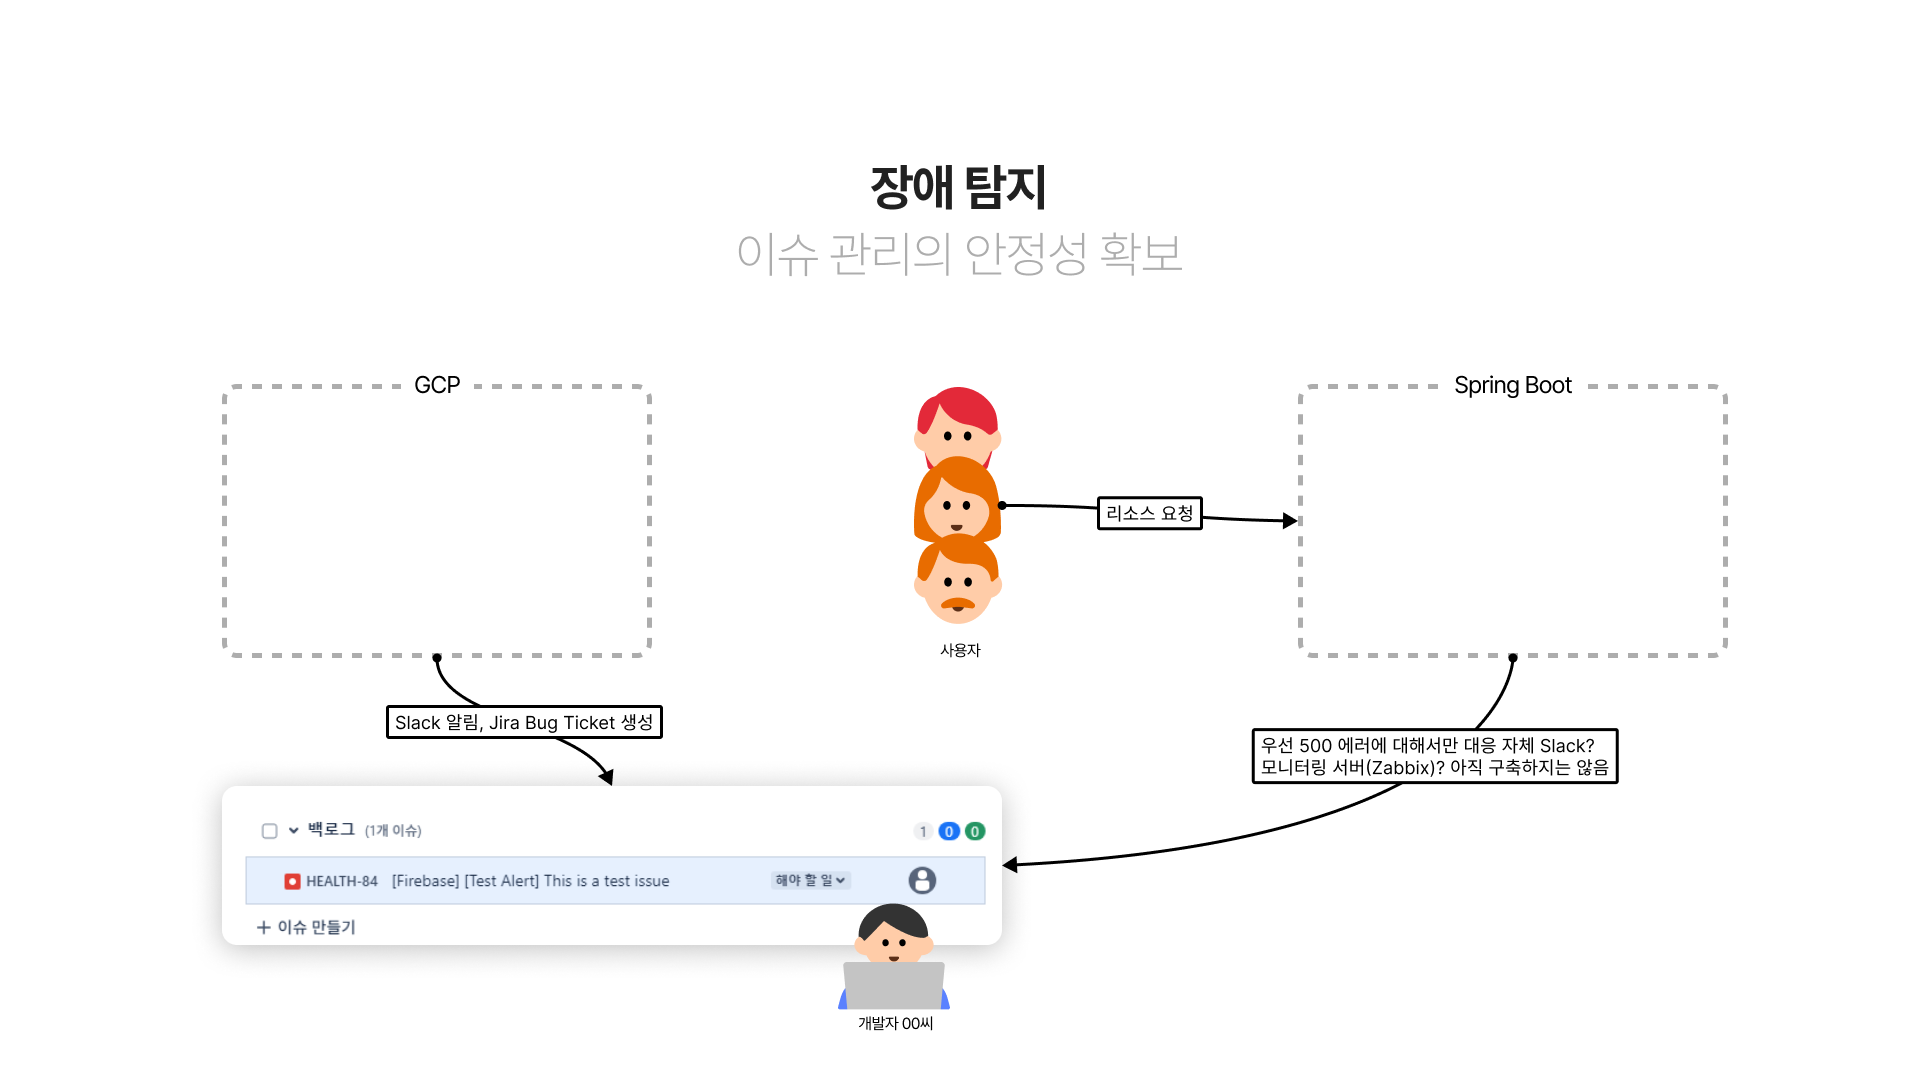 장애 탐지
이슈 관리의 안정성 확보
GCP
Spring Boot
리소스 요청
사용자
Slack 알림, Jira Bug Ticket 생성
우선 500 에러에 대해서만 대응 자체 Slack?
모니터링 서버(Zabbix)? 아직 구축하지는 않음
백로그 (1개 이슈) 1 0 0
HEALTH-84 [Firebase] [Test Alert] This is a test issue 해야 할 일
+ 이슈 만들기
개발자 00씨